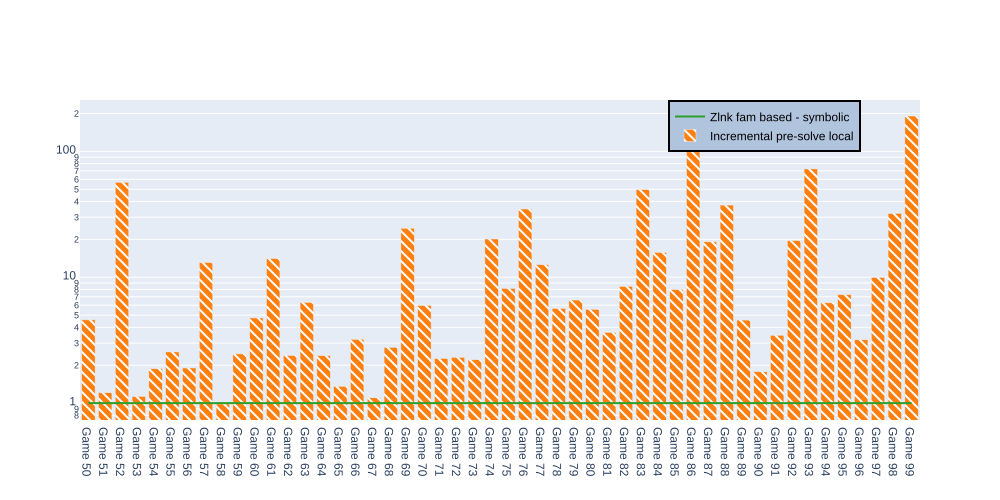 Zlnk fam based - symbolic
Incremental pre-solve local
2
100
9
8
7
6
5
4
3
2
10
9
8
7
6
5
4
3
2
1
9
8
Game 50
Game 51
Game 52
Game 53
Game 54
Game 55
Game 56
Game 57
Game 58
Game 59
Game 60
Game 61
Game 62
Game 63
Game 64
Game 65
Game 66
Game 67
Game 68
Game 69
Game 70
Game 71
Game 72
Game 73
Game 74
Game 75
Game 76
Game 77
Game 78
Game 79
Game 80
Game 81
Game 82
Game 83
Game 84
Game 85
Game 86
Game 87
Game 88
Game 89
Game 90
Game 91
Game 92
Game 93
Game 94
Game 95
Game 96
Game 97
Game 98
Game 99